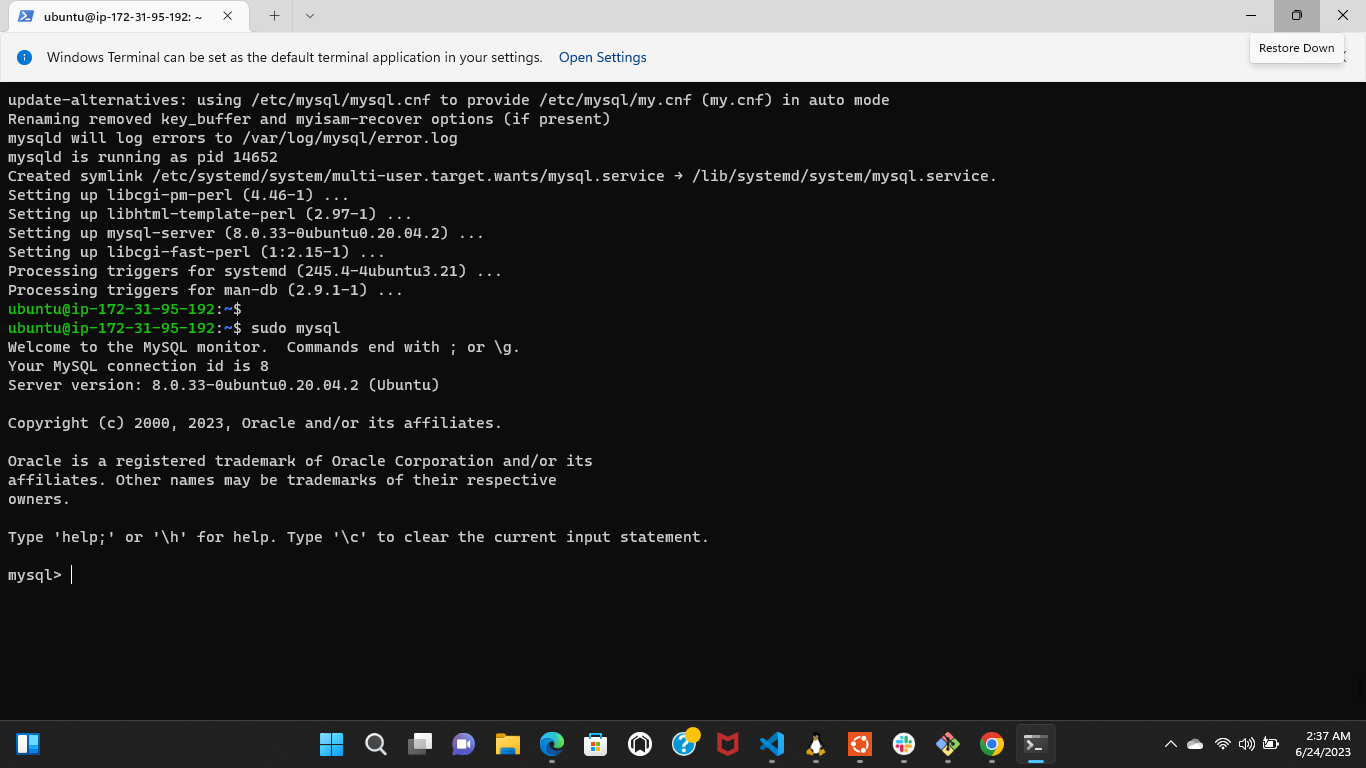 ubuntu@ip-172-31-95-192: ~
Windows Terminal can be set as the default terminal application in your settings. Open Settings
Restore Down
update-alternatives: using /etc/mysql/mysql.cnf to provide /etc/mysql/my.cnf (my.cnf) in auto mode
Renaming removed key_buffer and myisam-recover options (if present)
mysqld will log errors to /var/log/mysql/error.log
mysqld is running as pid 14652
Created symlink /etc/systemd/system/multi-user.target.wants/mysql.service → /lib/systemd/system/mysql.service.
Setting up libcgi-pm-perl (4.46-1) ...
Setting up libhtml-template-perl (2.97-1) ...
Setting up mysql-server (8.0.33-0ubuntu0.20.04.2) ...
Setting up libcgi-fast-perl (1:2.15-1) ...
Processing triggers for systemd (245.4-4ubuntu3.21) ...
Processing triggers for man-db (2.9.1-1) ...
ubuntu@ip-172-31-95-192:~$
ubuntu@ip-172-31-95-192:~$ sudo mysql
Welcome to the MySQL monitor.  Commands end with ; or \g.
Your MySQL connection id is 8
Server version: 8.0.33-0ubuntu0.20.04.2 (Ubuntu)
Copyright (c) 2000, 2023, Oracle and/or its affiliates.
Oracle is a registered trademark of Oracle Corporation and/or its
affiliates. Other names may be trademarks of their respective
owners.
Type 'help;' or '\h' for help. Type '\c' to clear the current input statement.
mysql>
2:37 AM
6/24/2023